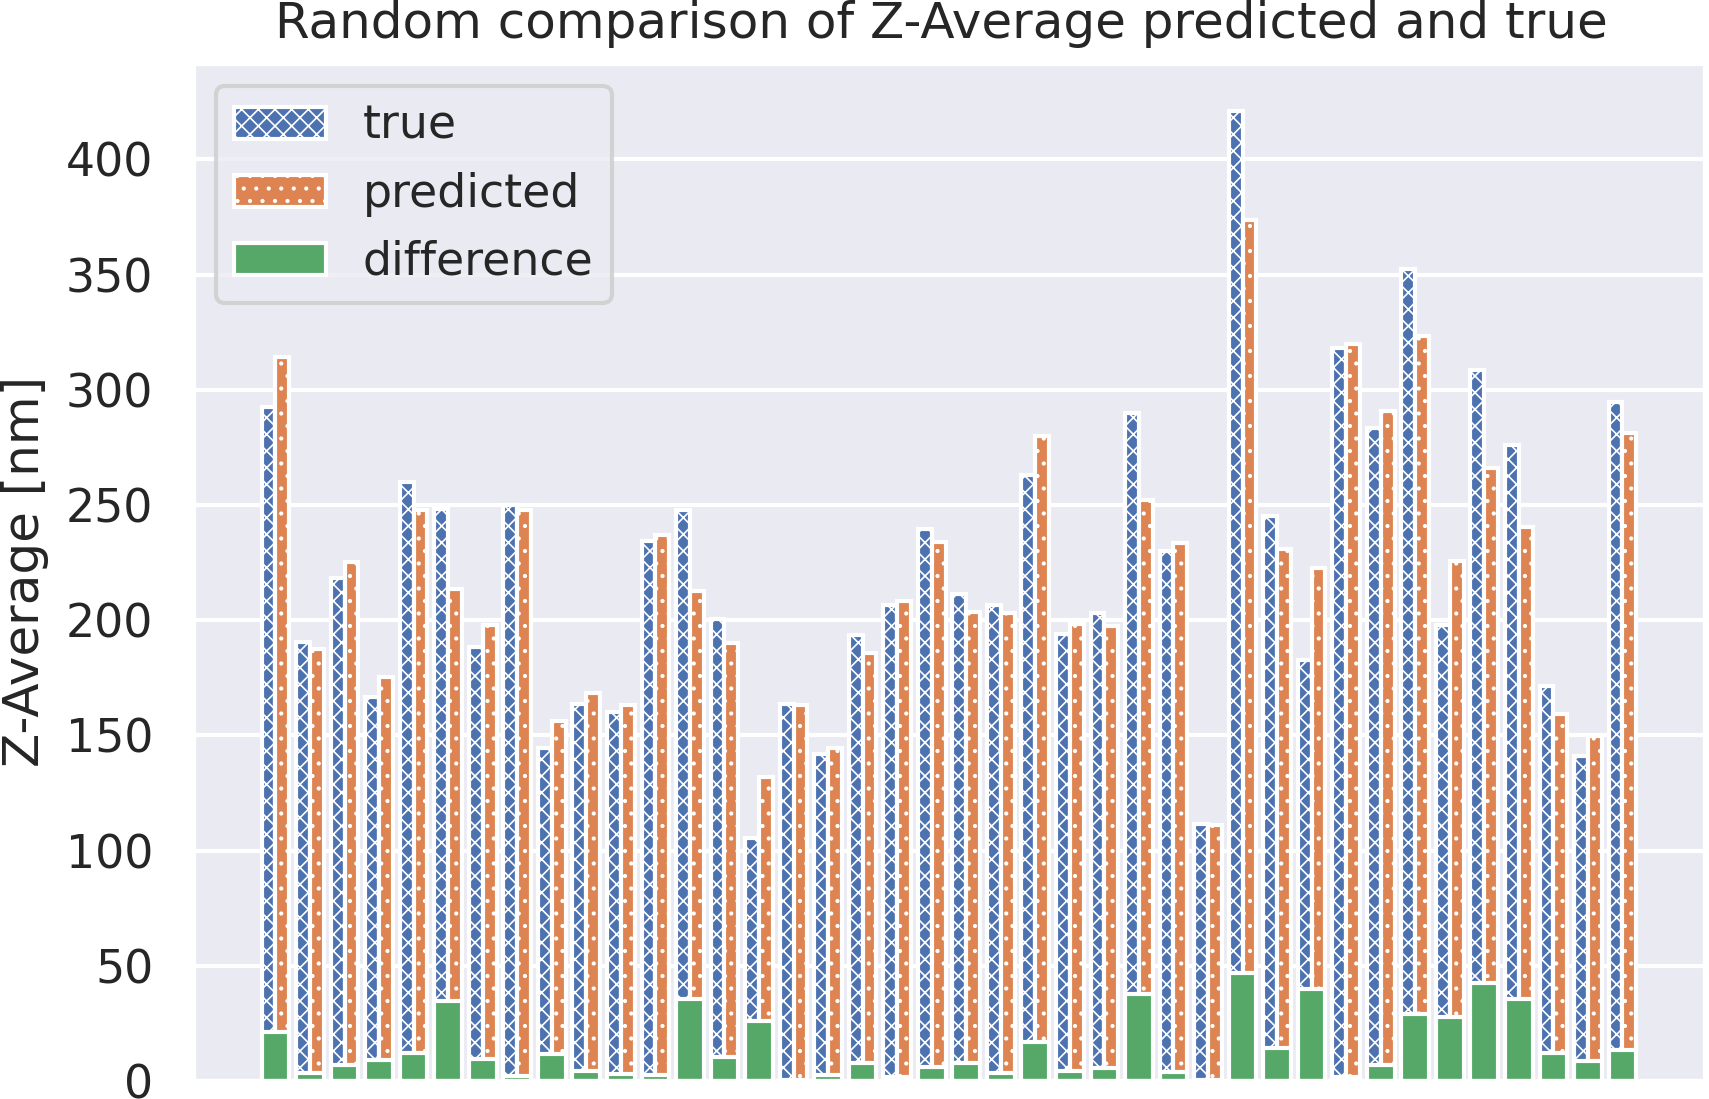 Random comparison of Z-Average predicted and true
true
predicted
difference
Z-Average [nm]
400
350
300
250
200
150
100
50
0